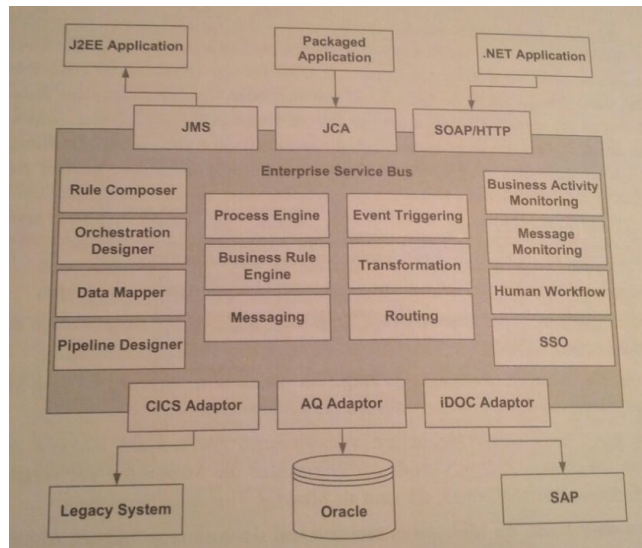 J2EE Application
Packaged
Application
.NET Application
JMS
JCA
SOAP/HTTP
Enterprise Service Bus
Rule Composer
Orchestration
Designer
Data Mapper
Pipeline Designer
Process Engine
Business Rule
Engine
Messaging
Event Triggering
Transformation
Routing
Business Activity
Monitoring
Message
Monitoring
Human Workflow
SSO
CICS Adaptor
AQ Adaptor
iDOC Adaptor
Legacy System
Oracle
SAP